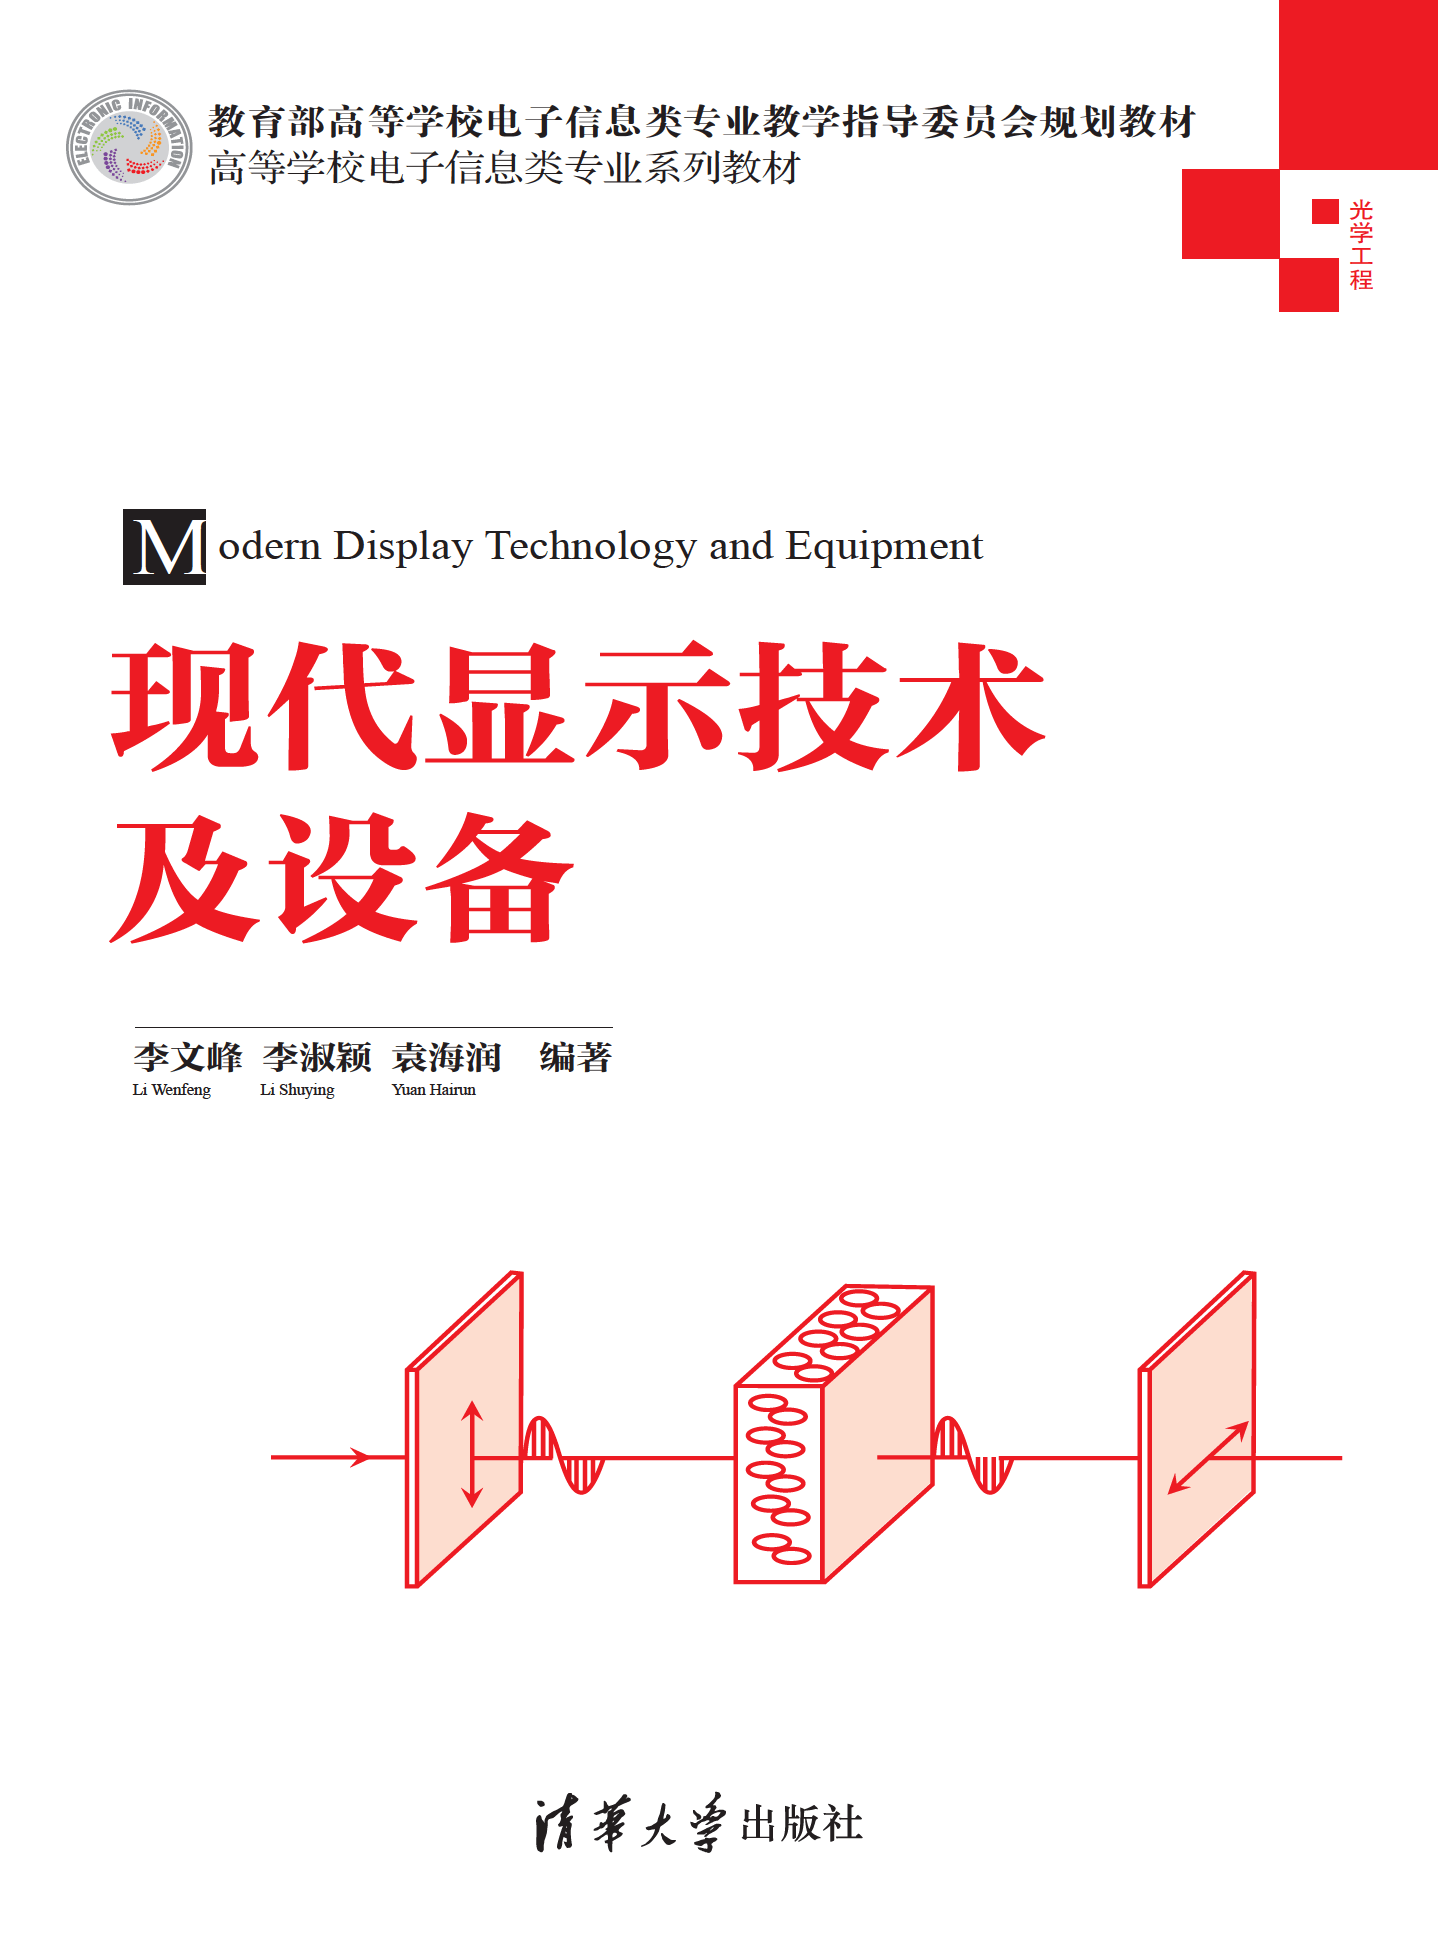 ELECTRONIC INFORMATION
教育部高等学校电子信息类专业教学指导委员会规划教材
高等学校电子信息类专业系列教材
光学工程
Modern Display Technology and Equipment
现代显示技术
及设备
李文峰 李淑颖 袁海润 编著
Li Wenfeng Li Shuying Yuan Hairun
清华大学出版社